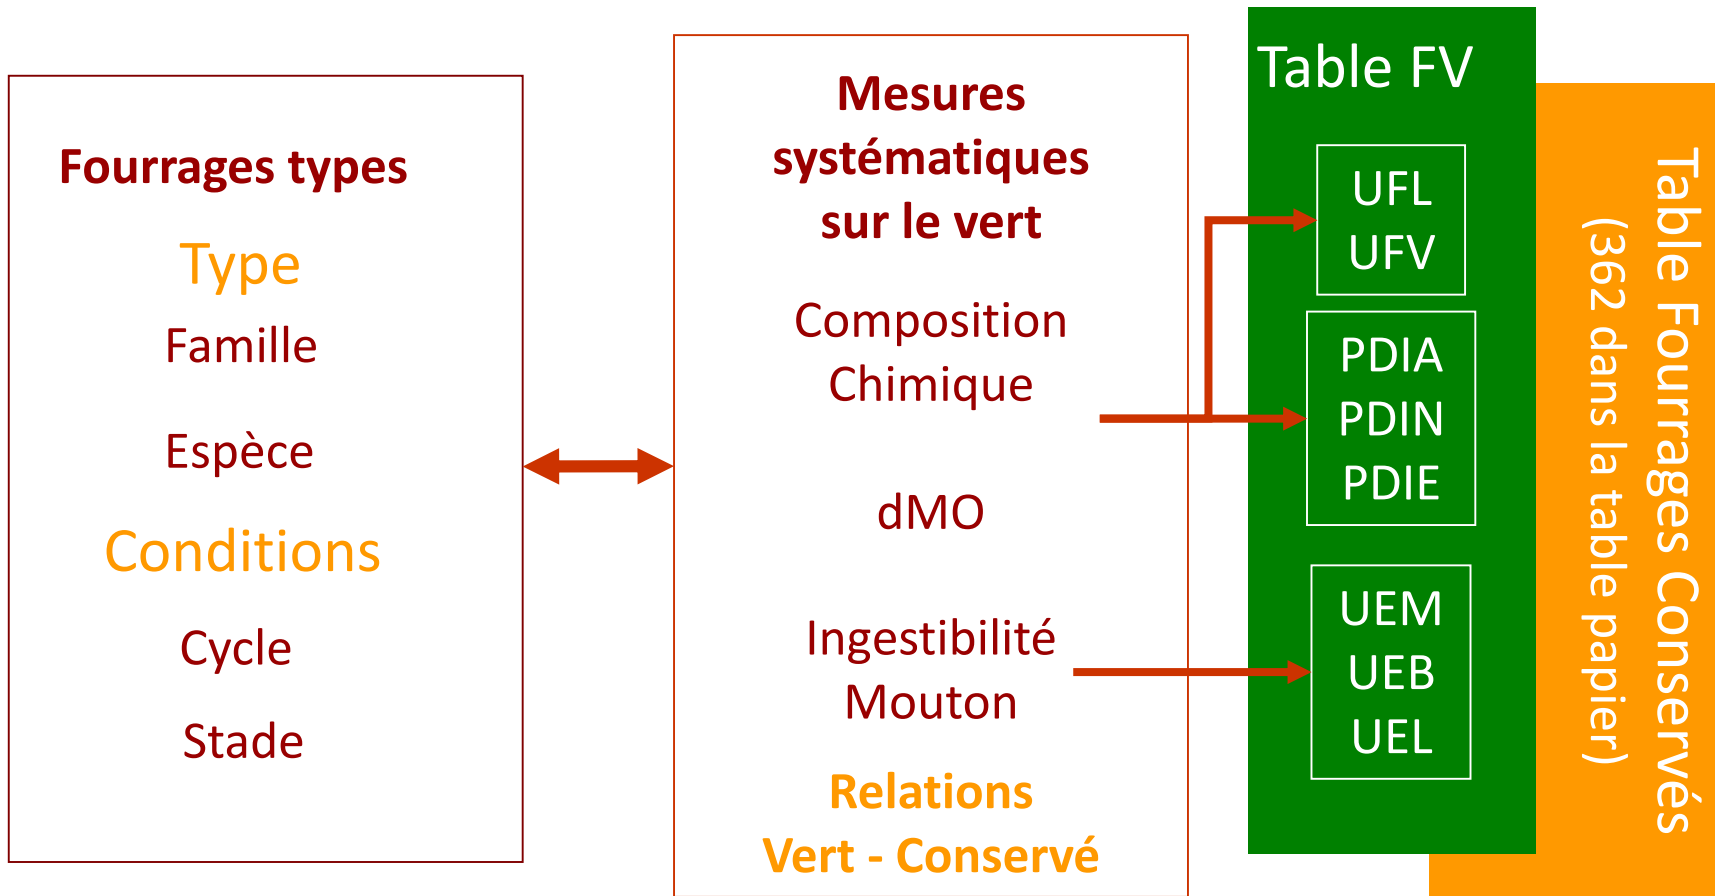 Fourrages types
Type
Famille
Espèce
Conditions
Cycle
Stade
Mesures
systématiques
sur le vert
Composition
Chimique
dMO
Ingestibilité
Mouton
Relations
Vert - Conservé
Table FV
UFL
UFV
PDIA
PDIN
PDIE
UEM
UEB
UEL
Table Fourrages Conservés
(362 dans la table papier)